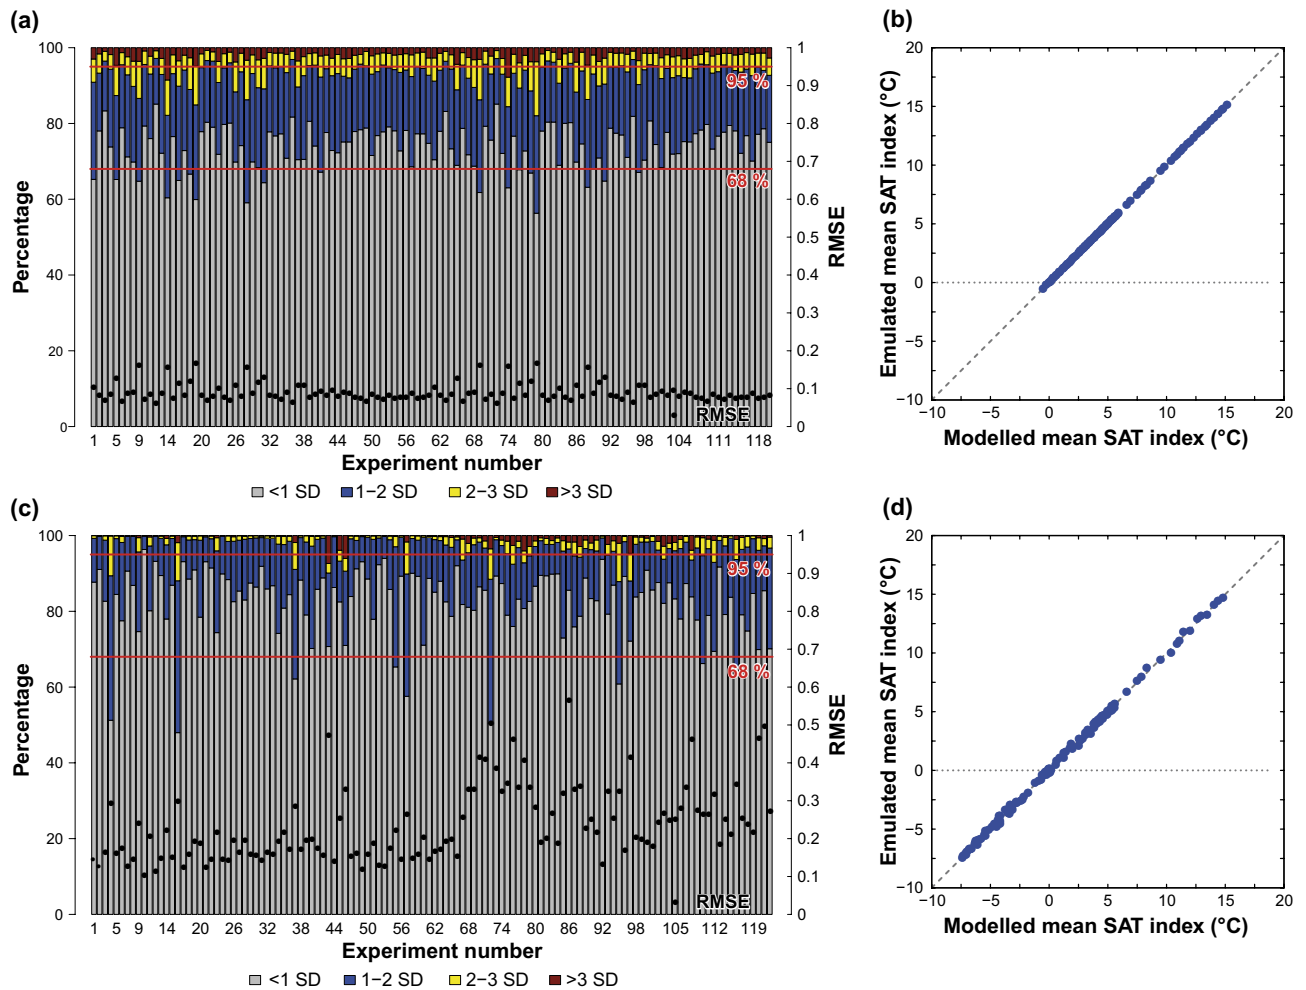 (a)
100
80
60
40
20
0
Percentage
95 %
68 %
RMSE
1
0.9
0.8
0.7
0.6
0.5
0.4
0.3
0.2
0.1
0
RMSE
1 5 9 14 20 26 32 38 44 50 56 62 68 74 80 86 92 98 104 111 118
Experiment number
<1 SD 1−2 SD 2−3 SD >3 SD
(b)
20
15
10
5
0
−5
−10
Emulated mean SAT index (°C)
−10 −5 0 5 10 15 20
Modelled mean SAT index (°C)
(c)
100
80
60
40
20
0
Percentage
95 %
68 %
RMSE
1
0.9
0.8
0.7
0.6
0.5
0.4
0.3
0.2
0.1
0
RMSE
1 5 9 14 20 26 32 38 44 50 56 62 68 74 80 86 92 98 105 112 119
Experiment number
<1 SD 1−2 SD 2−3 SD >3 SD
(d)
20
15
10
5
0
−5
−10
Emulated mean SAT index (°C)
−10 −5 0 5 10 15 20
Modelled mean SAT index (°C)